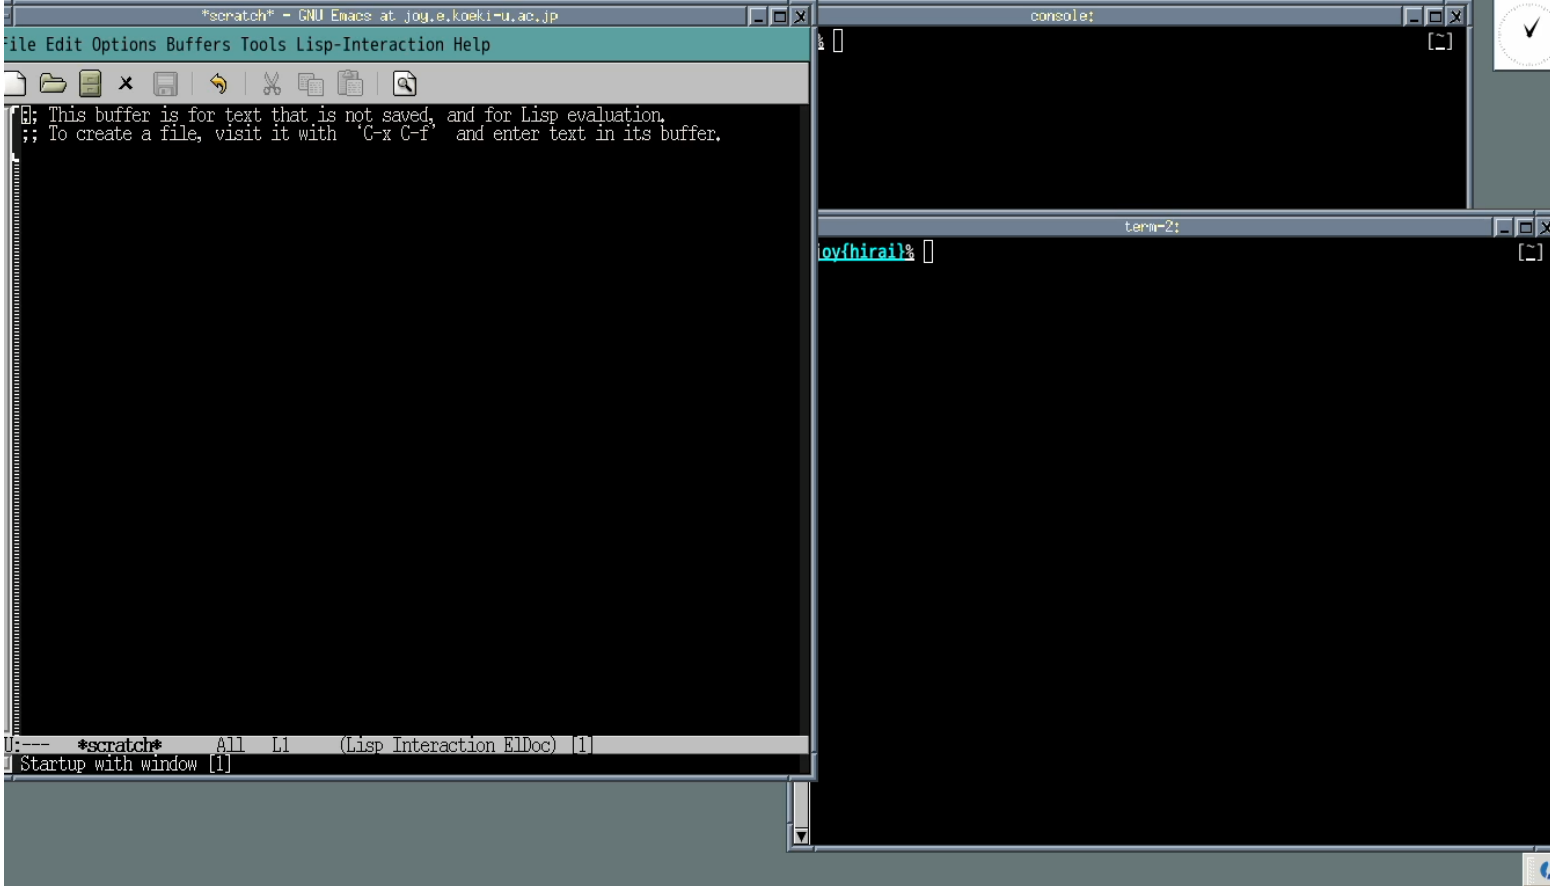 *scratch* - GNU Emacs at joy.e.koeki-u.ac.jp
File Edit Options Buffers Tools Lisp-Interaction Help
;; This buffer is for text that is not saved, and for Lisp evaluation.
;; To create a file, visit it with ‘C-x C-f’ and enter text in its buffer.
U:--- *scratch* All L1 (Lisp Interaction ElDoc) [1]
Startup with window [1]
console:
% [~]
term-2:
joy{hirai}% [~]